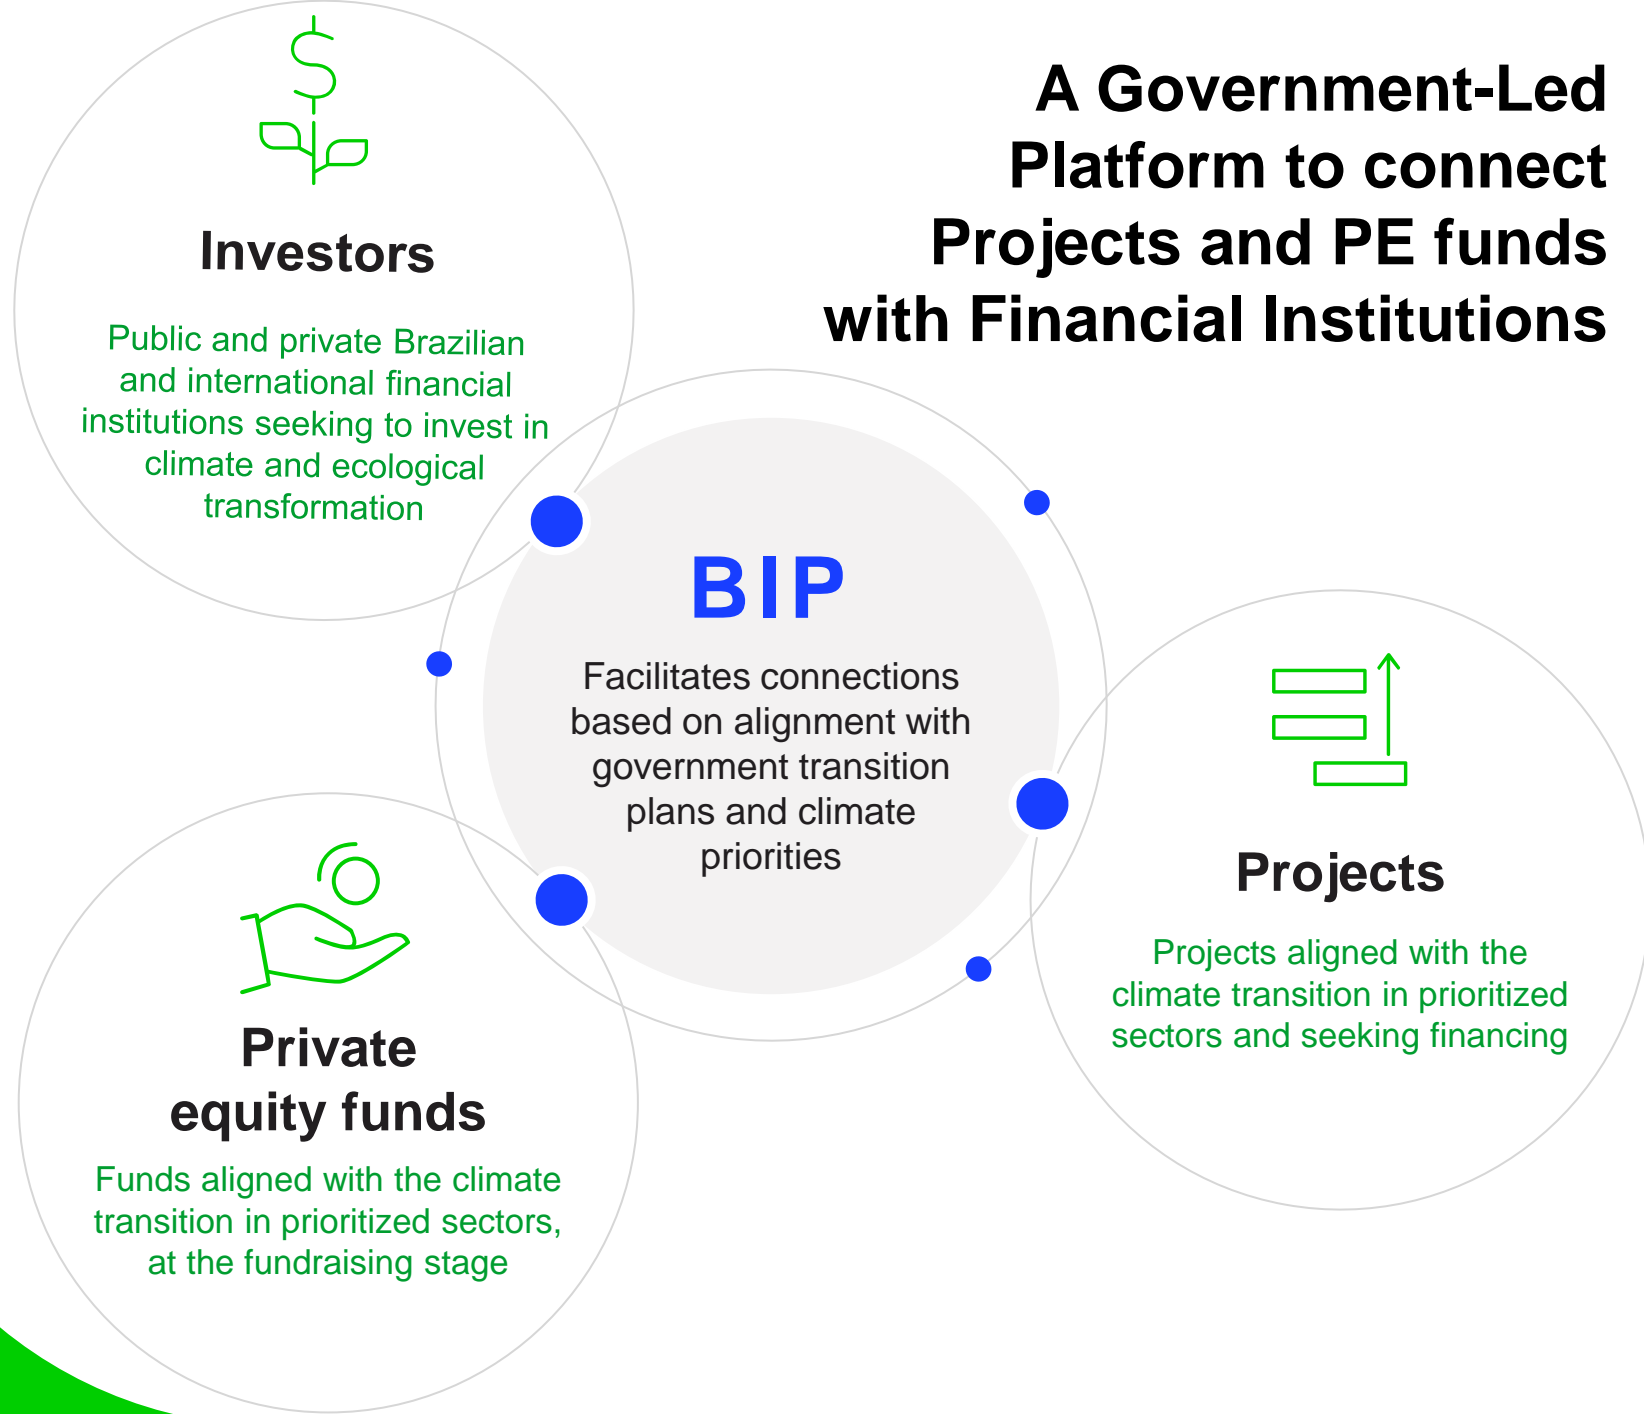 A Government-Led
Platform to connect
Projects and PE funds
with Financial Institutions
Investors
Public and private Brazilian
and international financial
institutions seeking to invest in
climate and ecological
transformation
BIP
Facilitates connections
based on alignment with
government transition
plans and climate
priorities
Projects
Projects aligned with the
climate transition in prioritized
sectors and seeking financing
Private
equity funds
Funds aligned with the climate
transition in prioritized sectors,
at the fundraising stage